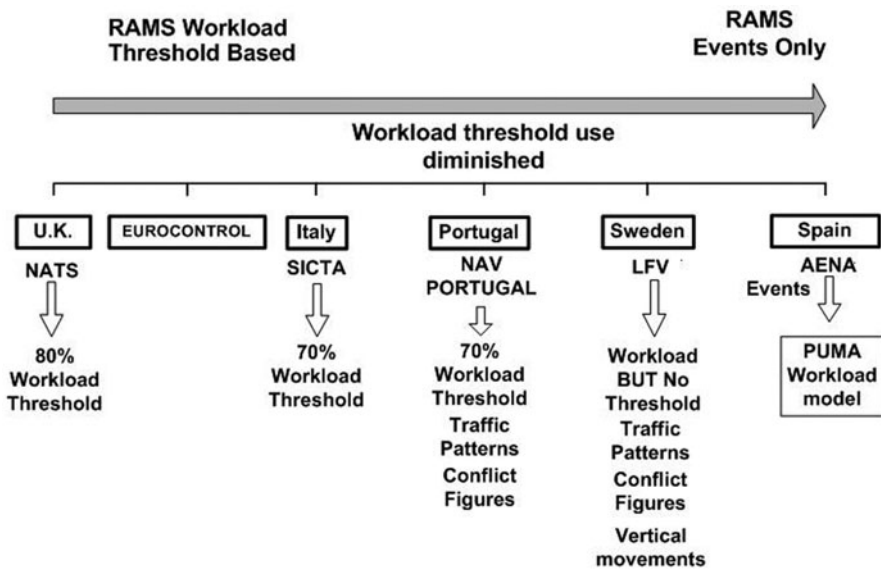 RAMS Workload
Threshold Based
RAMS
Events Only
Workload threshold use
diminished
U.K.
NATS
80%
Workload
Threshold
EUROCONTROL
Italy
SICTA
70%
Workload
Threshold
Portugal
NAV
PORTUGAL
70%
Workload
Threshold
Traffic
Patterns
Conflict
Figures
Sweden
LFV
Workload
BUT No
Threshold
Traffic
Patterns
Conflict
Figures
Vertical
movements
Spain
AENA
Events
PUMA
Workload
model